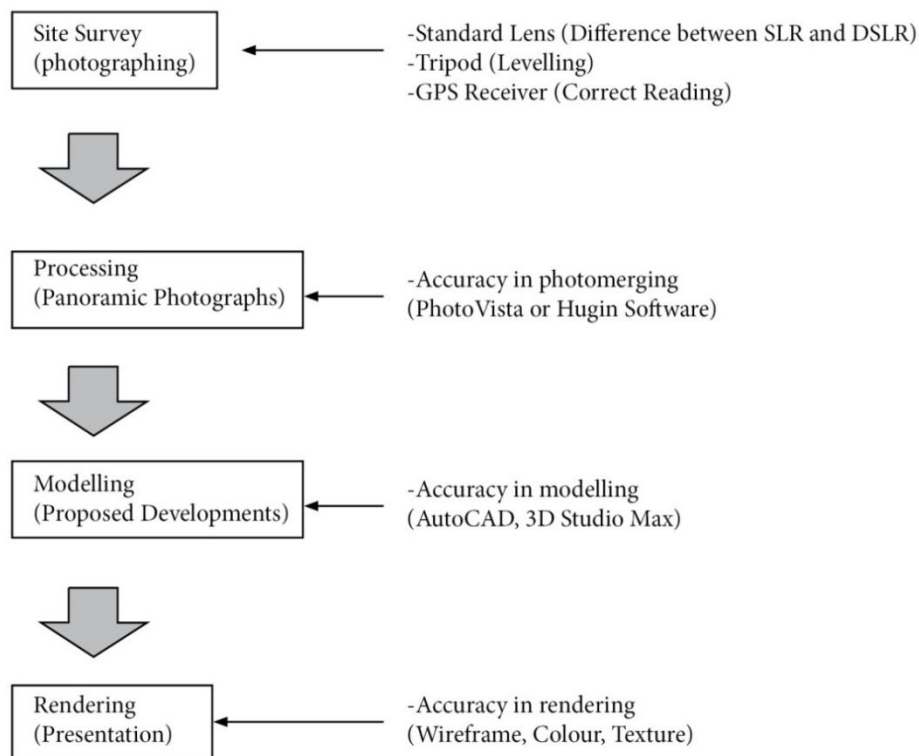 Site Survey
(photographing)
-Standard Lens (Difference between SLR and DSLR)
-Tripod (Levelling)
-GPS Receiver (Correct Reading)
Processing
(Panoramic Photographs)
-Accuracy in photomerging
(PhotoVista or Hugin Software)
Modelling
(Proposed Developments)
-Accuracy in modelling
(AutoCAD, 3D Studio Max)
Rendering
(Presentation)
-Accuracy in rendering
(Wireframe, Colour, Texture)